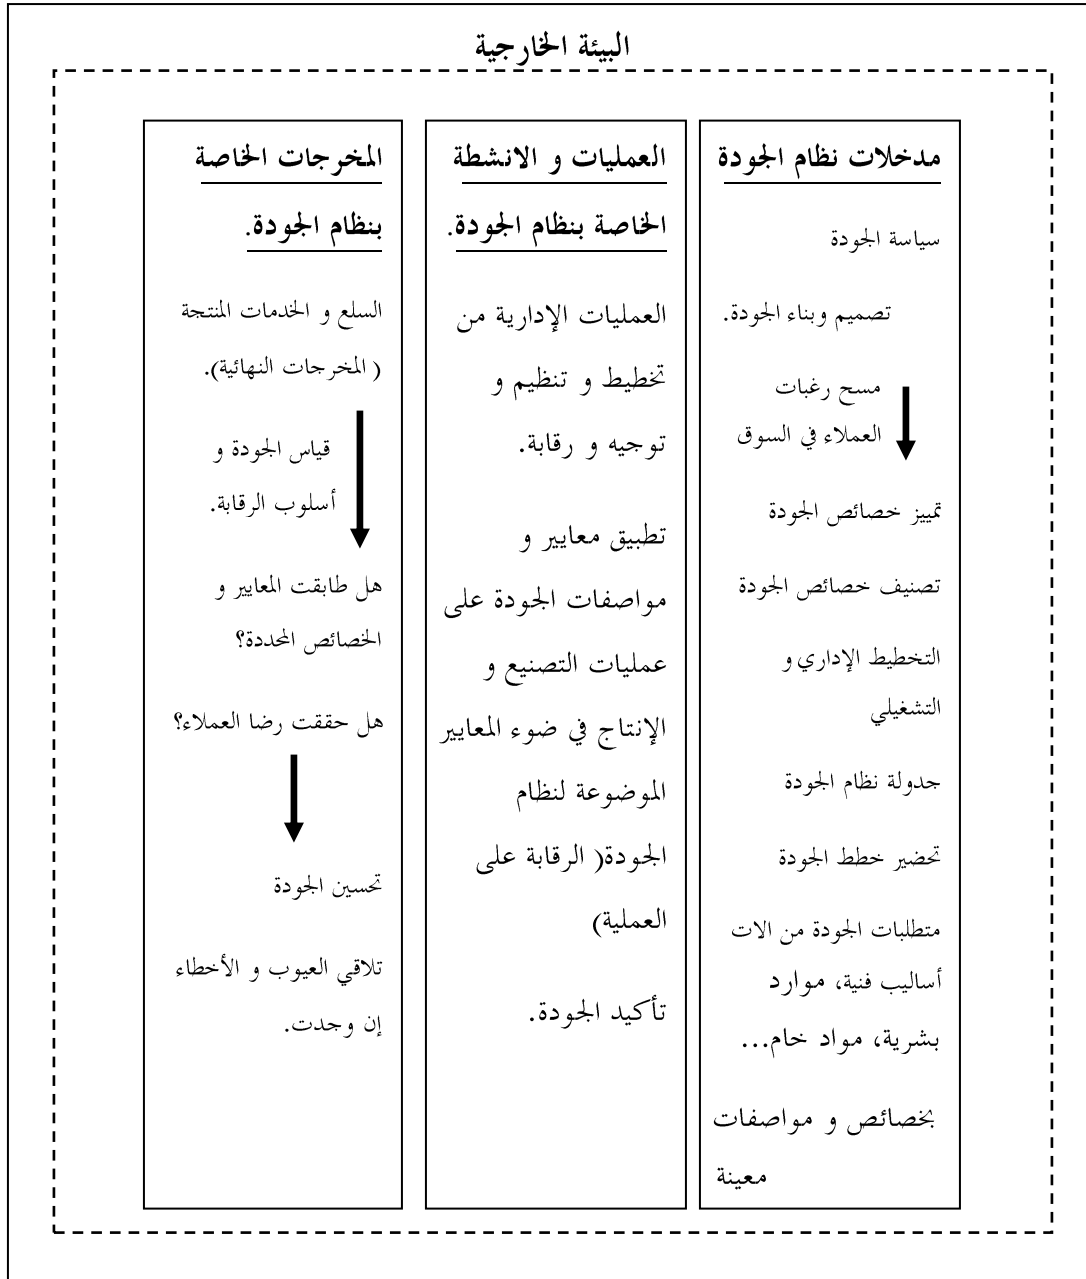 البيئة الخارجية
مدخلات نظام الجودة
سياسة الجودة
تصميم وبناء الجودة.
مسح رغبات
العملاء في السوق
تمييز خصائص الجودة
تصنيف خصائص الجودة
التخطيط الإداري و
التشغيلي
جدولة نظام الجودة
تحضير خطط الجودة
متطلبات الجودة من الات
أساليب فنية، موارد
بشرية، مواد خام...
بخصائص و مواصفات
معينة
العمليات و الانشطة
الخاصة بنظام الجودة.
العمليات الإدارية من
تخطيط و تنظيم و
توجيه و رقابة.
تطبيق معايير و
مواصفات الجودة على
عمليات التصنيع و
الإنتاج في ضوء المعايير
الموضوعة لنظام
الجودة( الرقابة على
العملية)
تأكيد الجودة.
المخرجات الخاصة
بنظام الجودة.
السلع و الخدمات المنتجة
( المخرجات النهائية).
قياس الجودة و
أسلوب الرقابة.
هل طابقت المعايير و
الخصائص المحددة؟
هل حققت رضا العملاء؟
تحسين الجودة
تلاقي العيوب و الأخطاء
إن وجدت.